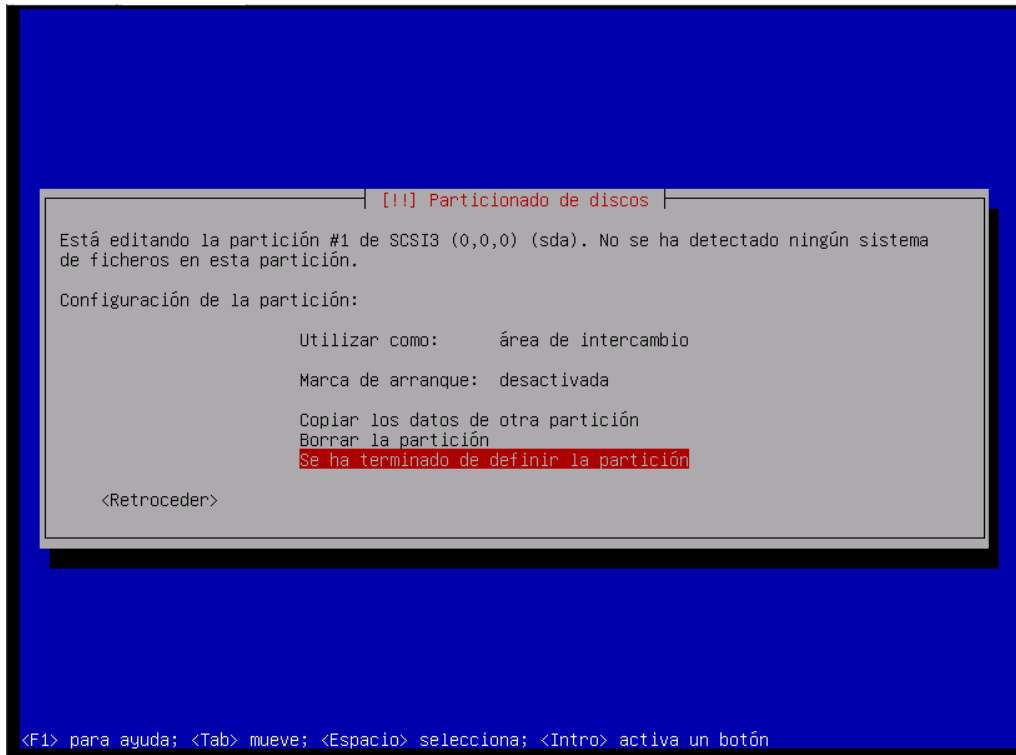 [!!] Particionado de discos
Está editando la partición #1 de SCSI3 (0,0,0) (sda). No se ha detectado ningún sistema
de ficheros en esta partición.
Configuración de la partición:
Utilizar como: área de intercambio
Marca de arranque: desactivada
Copiar los datos de otra partición
Borrar la partición
Se ha terminado de definir la partición
<Retroceder>
<F1> para ayuda; <Tab> mueve; <Espacio> selecciona; <Intro> activa un botón